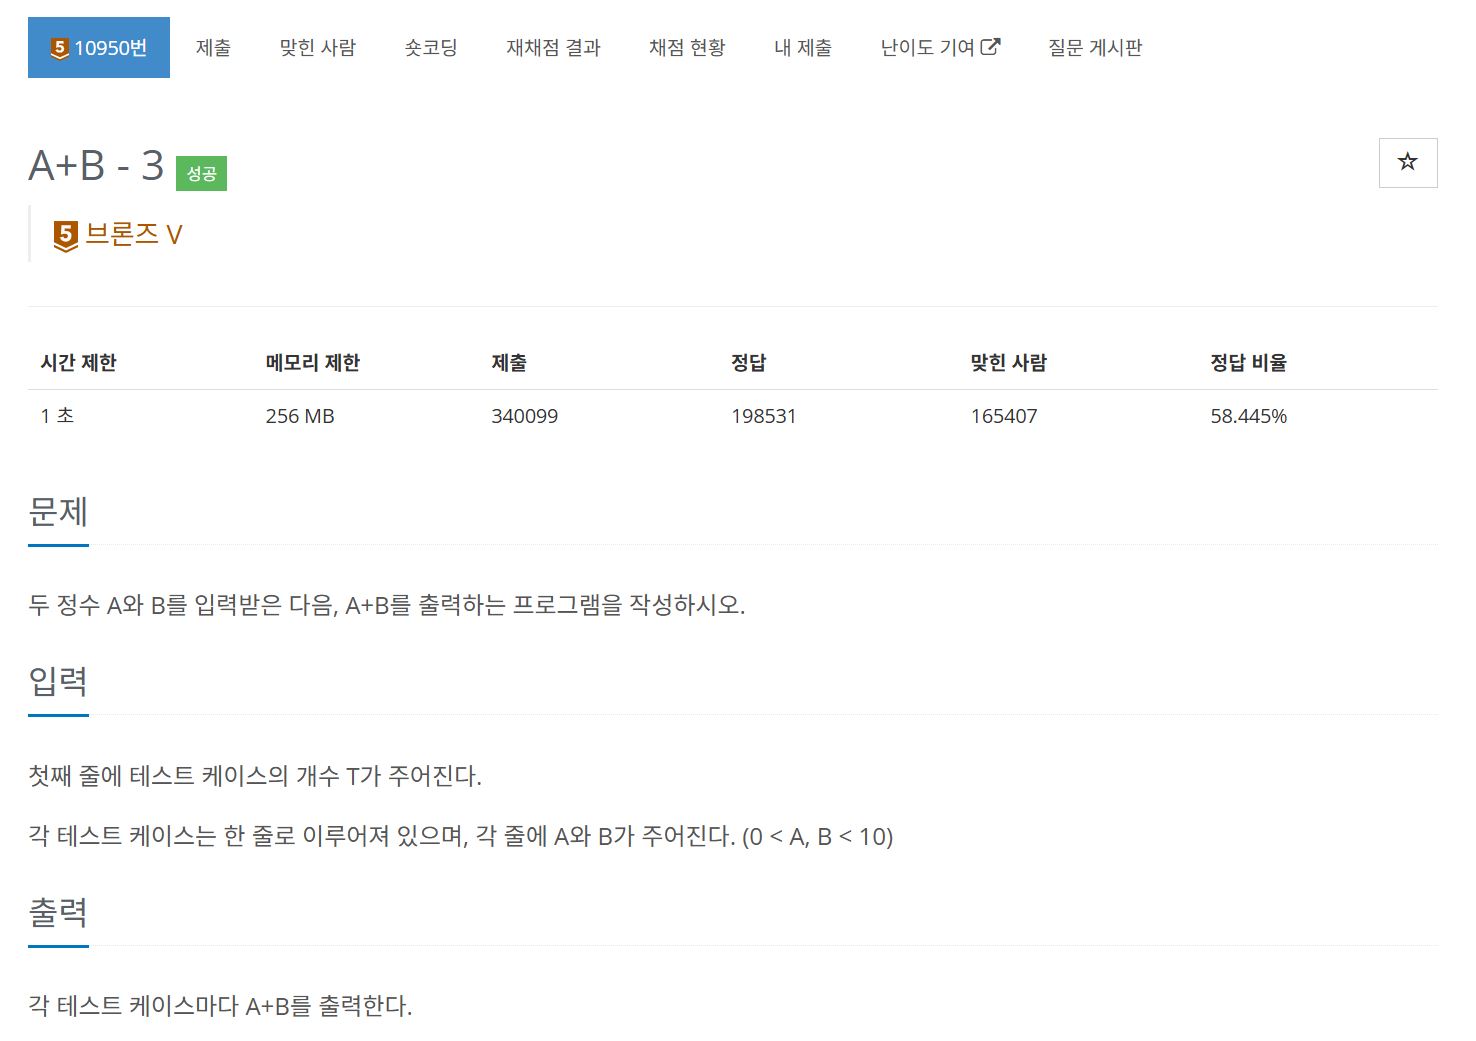 5 10950번 제출 맞힌 사람 숏코딩 재채점 결과 채점 현황 내 제출 난이도 기여 질문 게시판
A+B - 3 성공
5 브론즈 V
시간 제한 메모리 제한 제출 정답 맞힌 사람 정답 비율
1 초 256 MB 340099 198531 165407 58.445%
문제
두 정수 A와 B를 입력받은 다음, A+B를 출력하는 프로그램을 작성하시오.
입력
첫째 줄에 테스트 케이스의 개수 T가 주어진다.
각 테스트 케이스는 한 줄로 이루어져 있으며, 각 줄에 A와 B가 주어진다. (0 < A, B < 10)
출력
각 테스트 케이스마다 A+B를 출력한다.